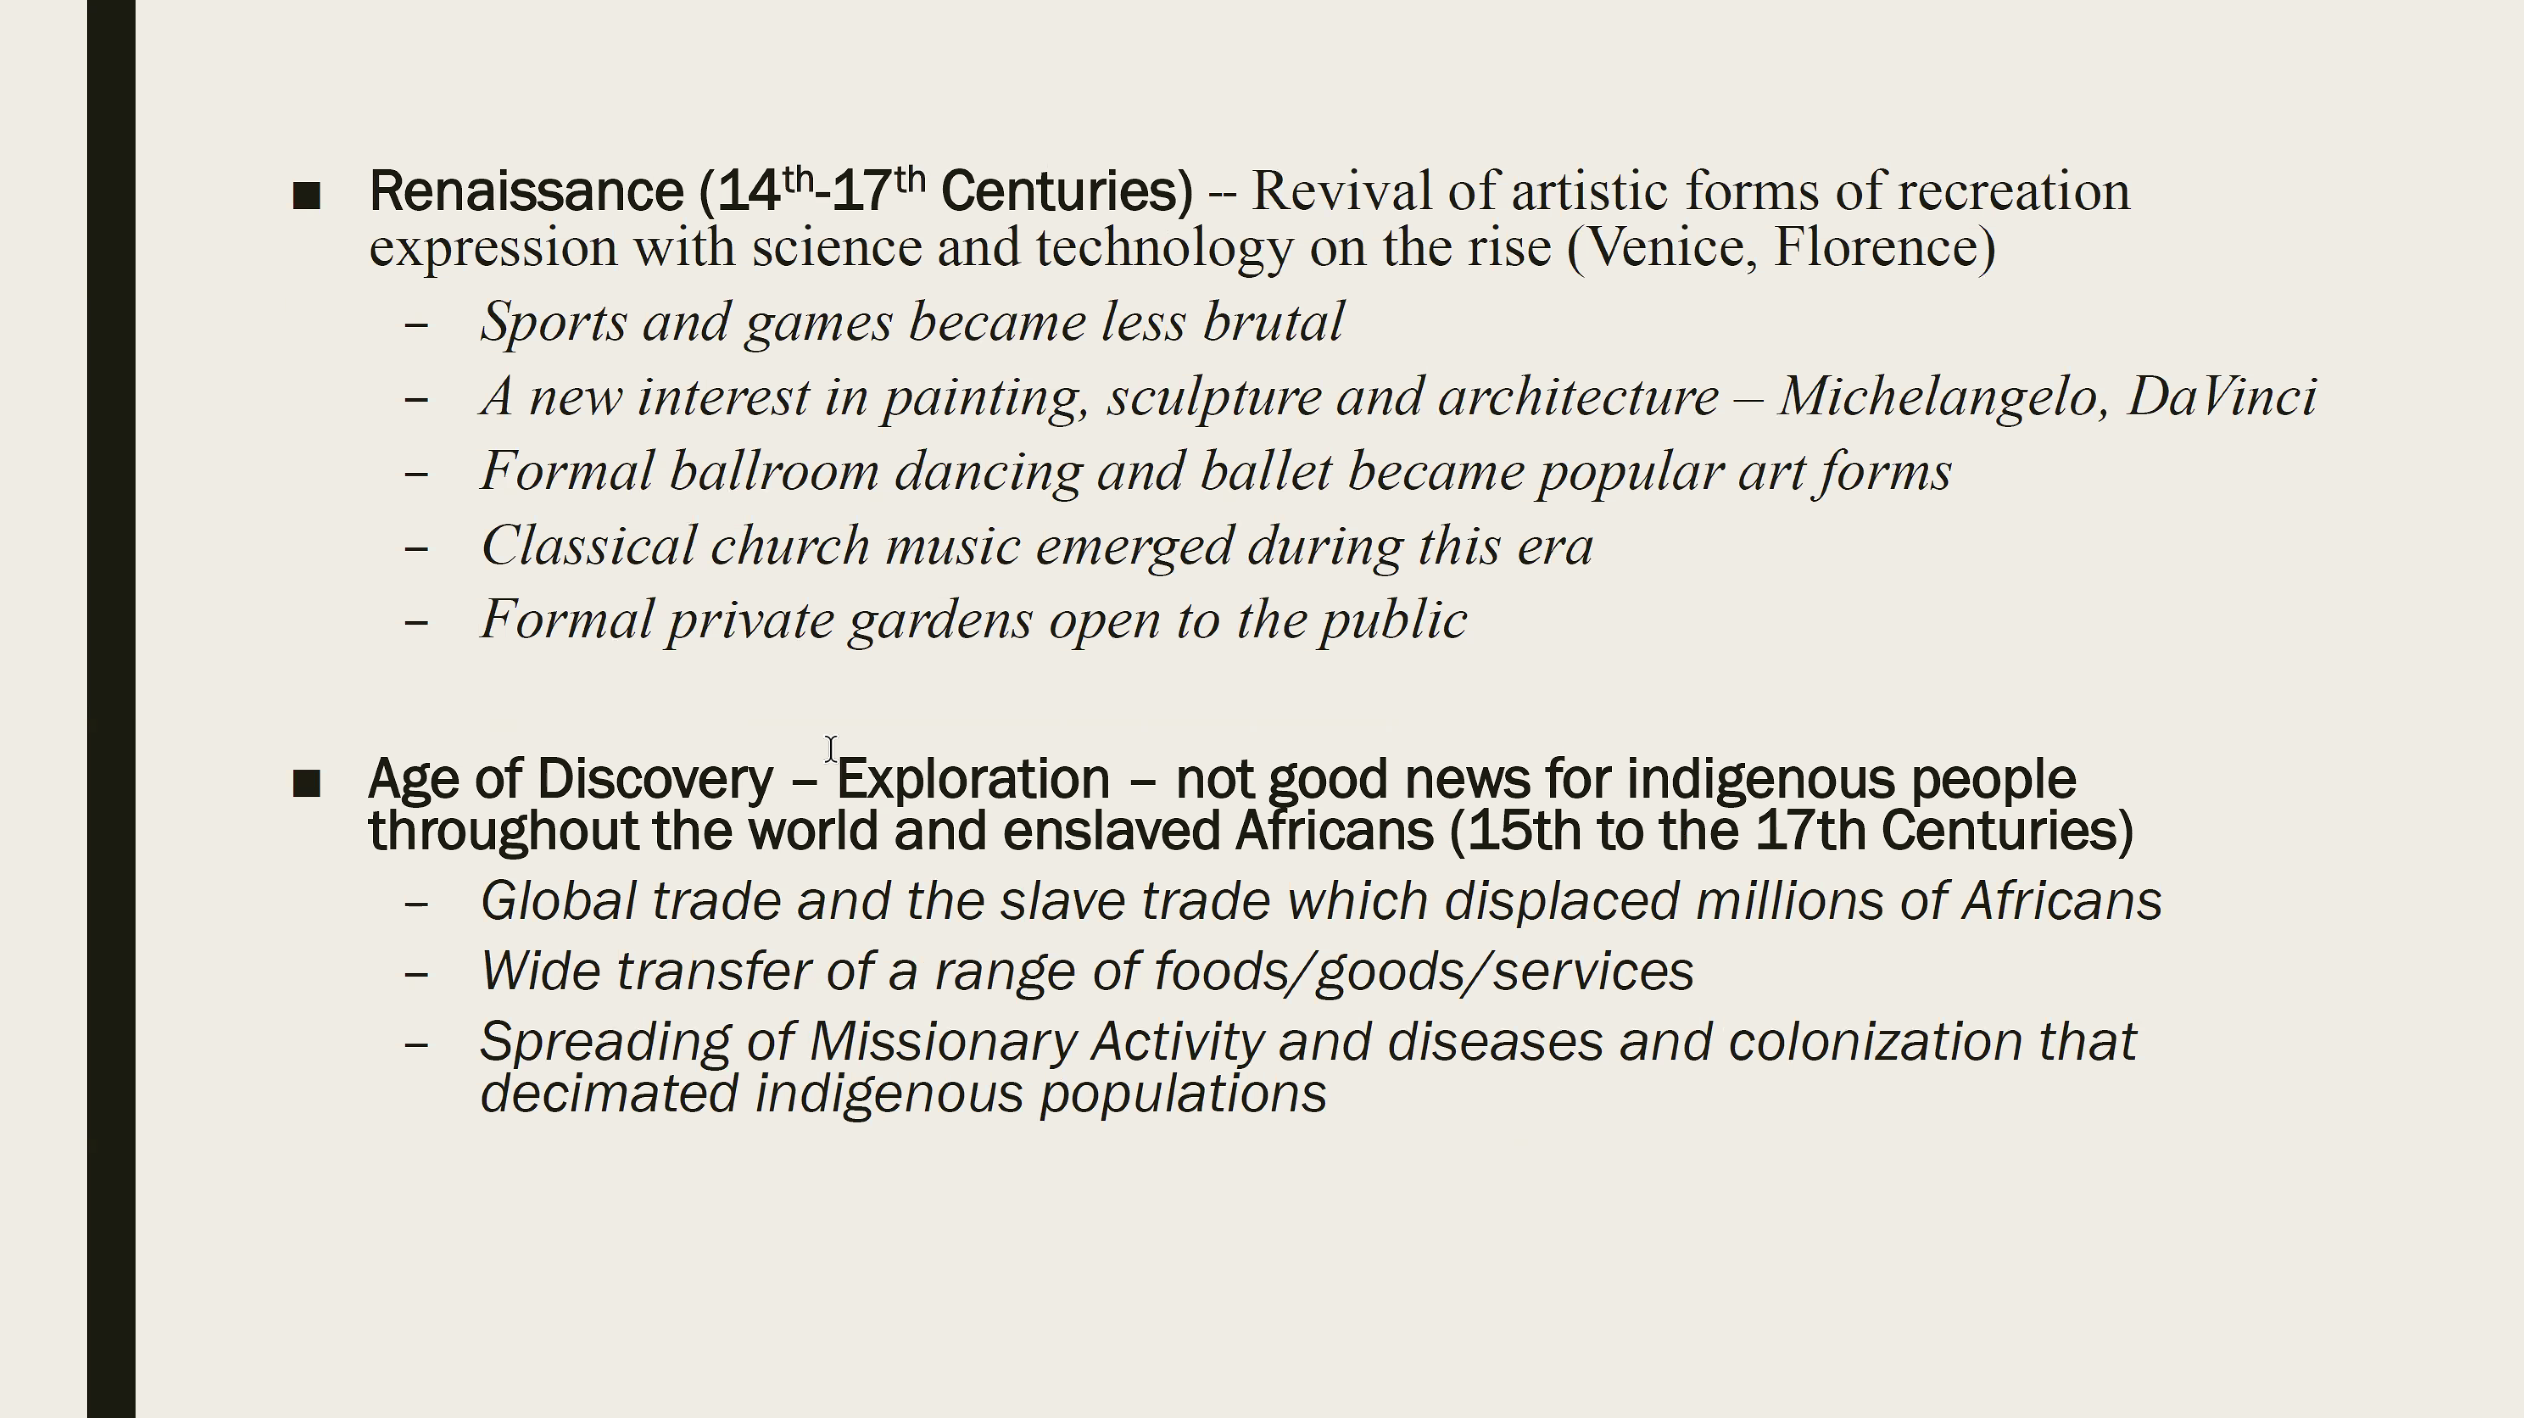 ■ Renaissance (14th-17th Centuries) -- Revival of artistic forms of recreation
expression with science and technology on the rise (Venice, Florence)
– Sports and games became less brutal
– A new interest in painting, sculpture and architecture – Michelangelo, DaVinci
– Formal ballroom dancing and ballet became popular art forms
– Classical church music emerged during this era
– Formal private gardens open to the public
■ Age of Discovery – Exploration – not good news for indigenous people
throughout the world and enslaved Africans (15th to the 17th Centuries)
– Global trade and the slave trade which displaced millions of Africans
– Wide transfer of a range of foods/goods/services
– Spreading of Missionary Activity and diseases and colonization that
decimated indigenous populations